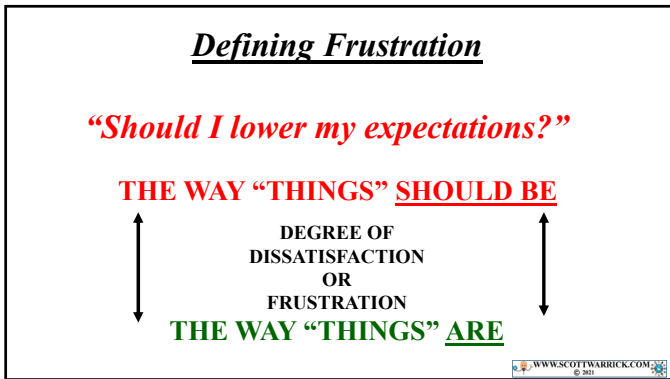 Defining Frustration
“Should I lower my expectations?”
THE WAY “THINGS” SHOULD BE
DEGREE OF
DISSATISFACTION
OR
FRUSTRATION
THE WAY “THINGS” ARE
WWW.SCOTTWARRICK.COM
© 2021